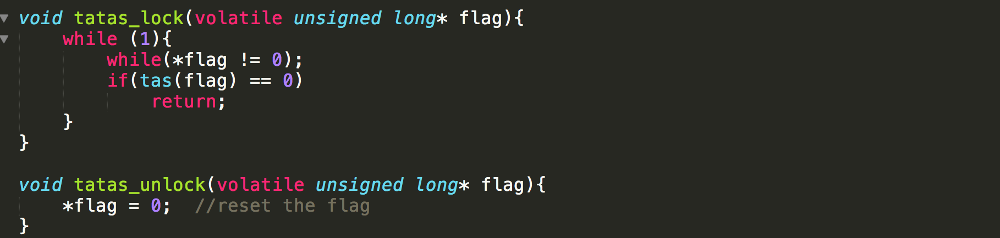 void tatas_lock(volatile unsigned long* flag){
    while (1){
        while(*flag != 0);
        if(tas(flag) == 0)
            return;
    }
}

void tatas_unlock(volatile unsigned long* flag){
    *flag = 0;  //reset the flag
}